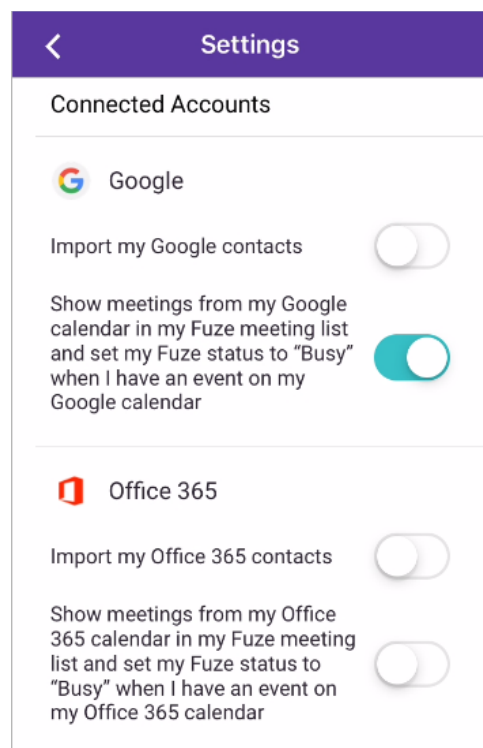 Settings
Connected Accounts
Google
Import my Google contacts
Show meetings from my Google
calendar in my Fuze meeting list
and set my Fuze status to “Busy”
when I have an event on my
Google calendar
Office 365
Import my Office 365 contacts
Show meetings from my Office
365 calendar in my Fuze meeting
list and set my Fuze status to
“Busy” when I have an event on
my Office 365 calendar